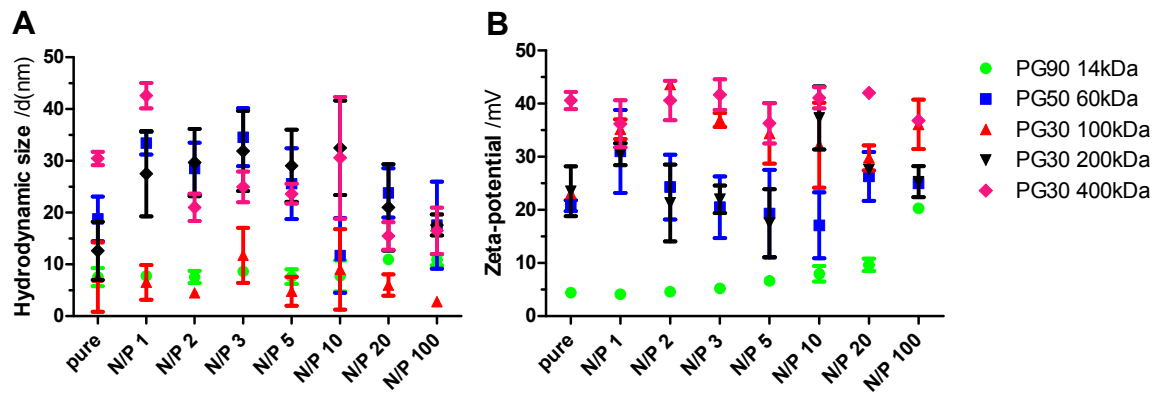 A
Hydrodynamic size /d(nm)
50
40
30
20
10
0
pure
N/P 1
N/P 2
N/P 3
N/P 5
N/P 10
N/P 20
N/P 100
B
Zeta-potential /mV
50
40
30
20
10
0
pure
N/P 1
N/P 2
N/P 3
N/P 5
N/P 10
N/P 20
N/P 100
PG90 14kDa
PG50 60kDa
PG30 100kDa
PG30 200kDa
PG30 400kDa